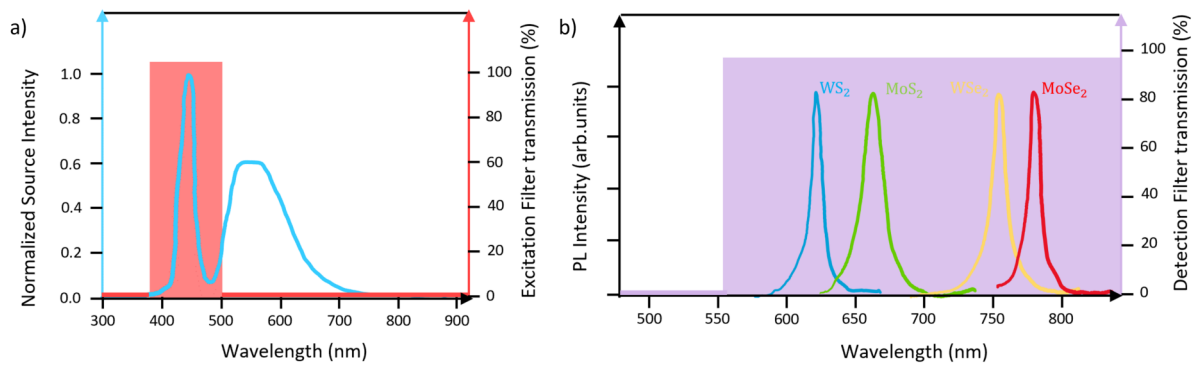 a)
Normalized Source Intensity
1.0
0.8
0.6
0.4
0.2
0.0
300 400 500 600 700 800 900
Wavelength (nm)
100
80
60
40
20
0
Excitation Filter transmission (%)
b)
PL Intensity (arb.units)
WS₂ MoS₂ WSe₂ MoSe₂
500 550 600 650 700 750 800
Wavelength (nm)
100
80
60
40
20
0
Detection Filter transmission (%)